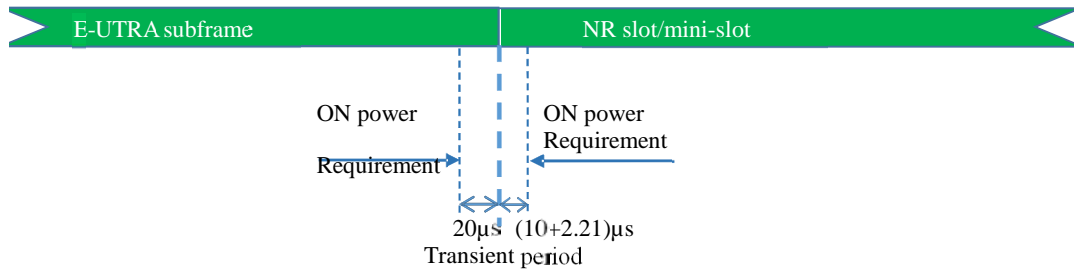 E-UTRA subframe
NR slot/mini-slot
ON power
Requirement
ON power
Requirement
20µs (10+2.21)µs
Transient period